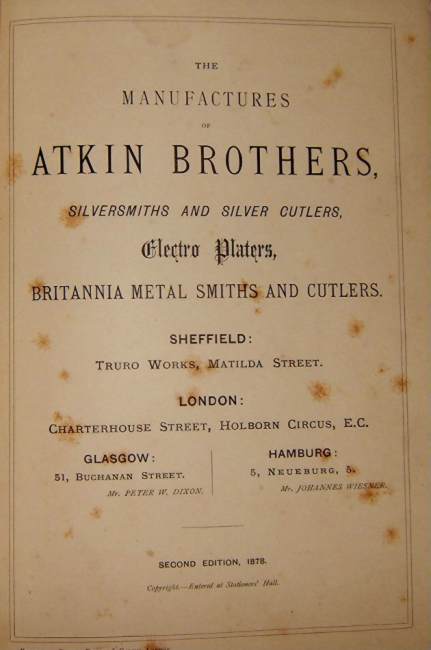 THE
MANUFACTURES
OF
ATKIN BROTHERS,
SILVERSMITHS AND SILVER CUTLERS,
Electro Platers,
BRITANNIA METAL SMITHS AND CUTLERS.
SHEFFIELD:
TRURO WORKS, MATILDA STREET.
LONDON:
CHARTERHOUSE STREET, HOLBORN CIRCUS, E.C.
GLASGOW:
51, BUCHANAN STREET.
Mr. PETER W. DIXON.
HAMBURG:
5, NEUEBURG, 5.
Mr. JOHANNES WIESNER.
SECOND EDITION, 1878.
Copyright.—Entered at Stationers' Hall.